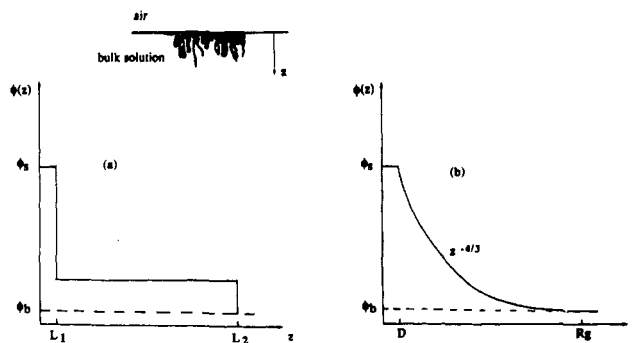 air
bulk solution
z
ϕ(z)
ϕs
(a)
ϕb
L1
L2
z
ϕ(z)
ϕs
(b)
z -4/3
ϕb
D
Rg